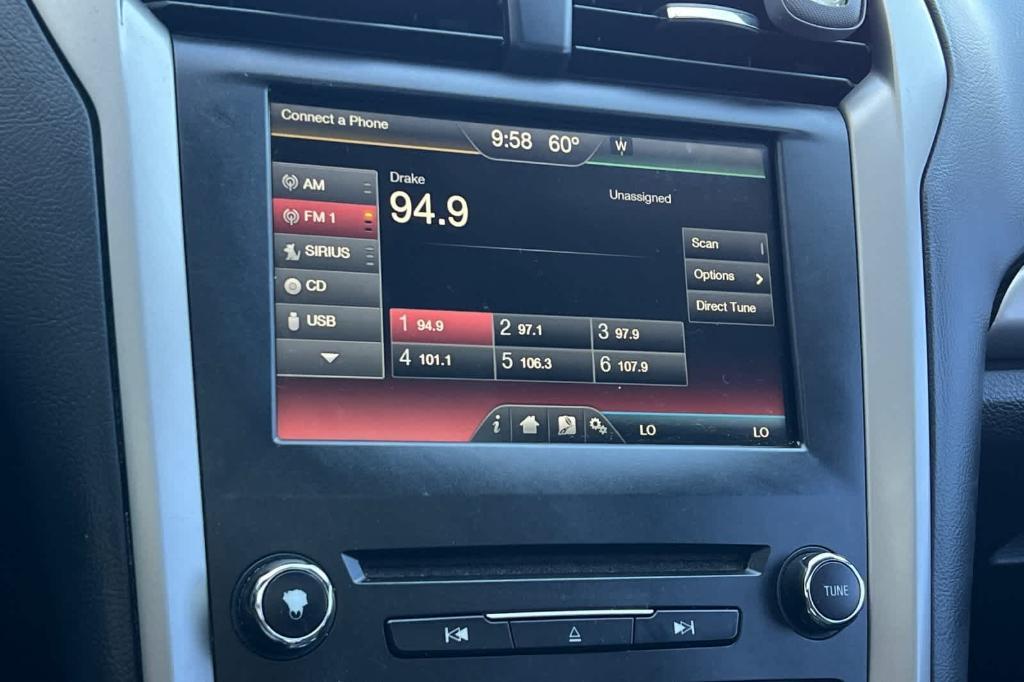 Connect a Phone
9:58 60° W
AM
FM 1
SIRIUS
CD
USB
Drake
94.9
Unassigned
Scan
Options
Direct Tune
1 94.9 2 97.1 3 97.9
4 101.1 5 106.3 6 107.9
i LO LO
TUNE